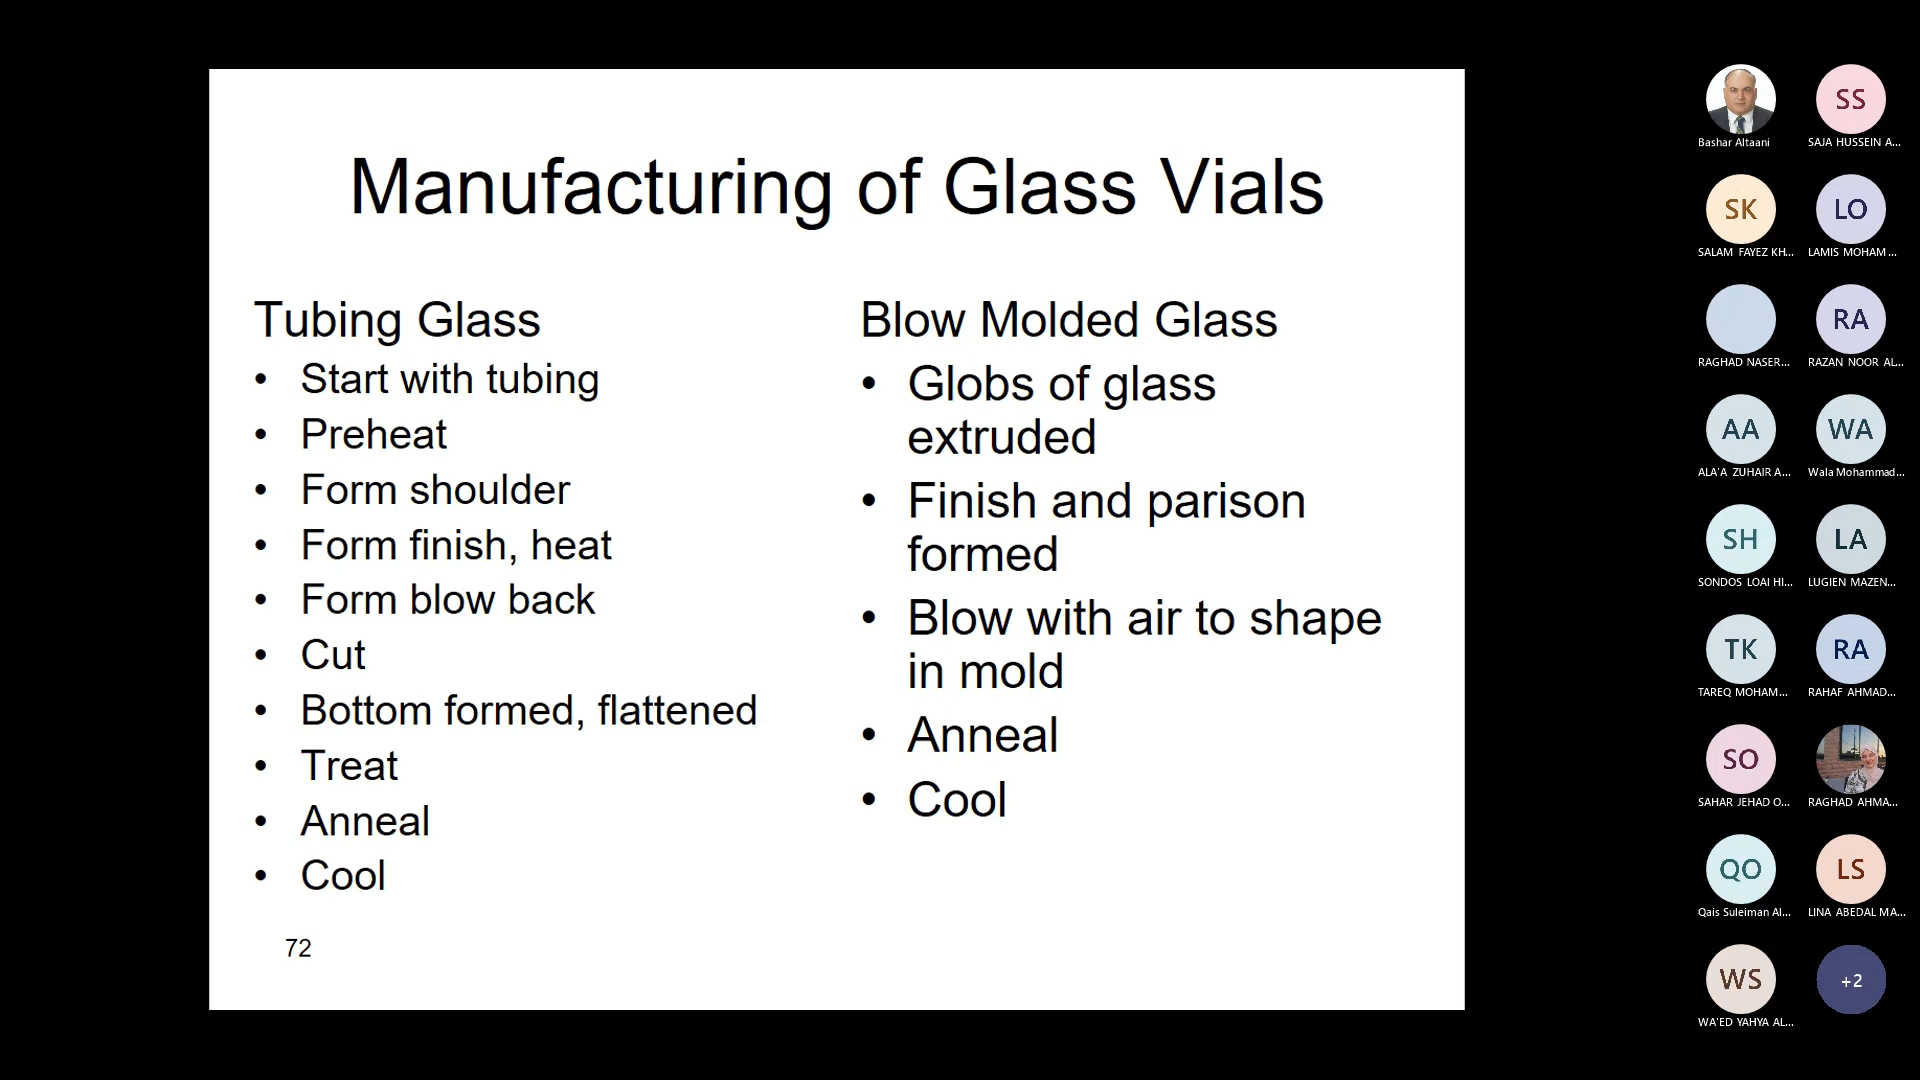 Manufacturing of Glass Vials
Tubing Glass
• Start with tubing
• Preheat
• Form shoulder
• Form finish, heat
• Form blow back
• Cut
• Bottom formed, flattened
• Treat
• Anneal
• Cool
72
Blow Molded Glass
• Globs of glass
extruded
• Finish and parison
formed
• Blow with air to shape
in mold
• Anneal
• Cool
Bashar Altaani
SS
SAJA HUSSEIN A...
SK
SALAM FAYEZ KH...
LO
LAMIS MOHAM...
RAGHAD NASER...
RA
RAZAN NOOR AL...
AA
ALA'A ZUHAIR A...
WA
Wala Mohammad...
SH
SONDOS LOAI HI...
LA
LUGIEN MAZEN...
TK
TAREQ MOHAM...
RA
RAHAF AHMAD...
SO
SAHAR JEHAD O...
RAGHAD AHMA...
QO
Qais Suleiman Al...
LS
LINA ABEDAL MA...
WS
WA'ED YAHYA AL...
+2